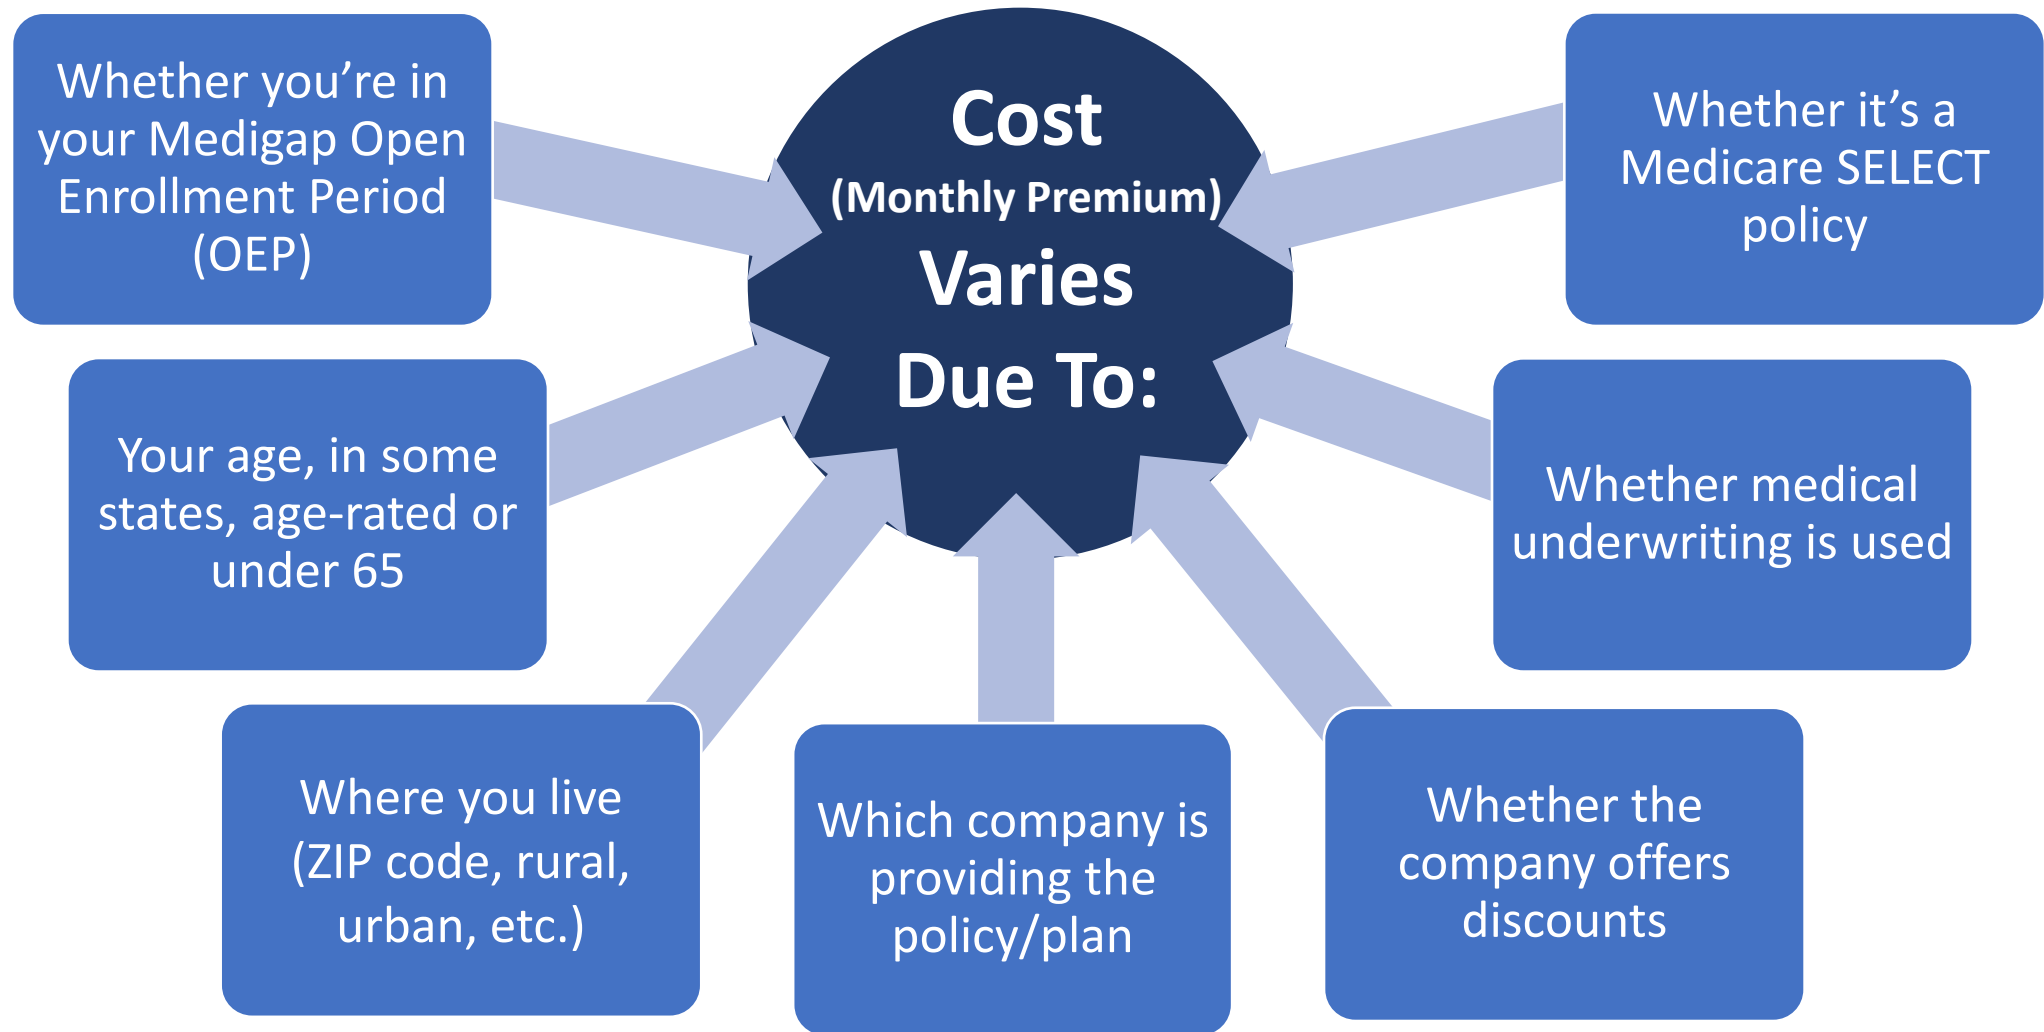 Cost
(Monthly Premium)
Varies
Due To:
Whether you’re in
your Medigap Open
Enrollment Period
(OEP)
Your age, in some
states, age-rated or
under 65
Where you live
(ZIP code, rural,
urban, etc.)
Which company is
providing the
policy/plan
Whether the
company offers
discounts
Whether medical
underwriting is used
Whether it’s a
Medicare SELECT
policy